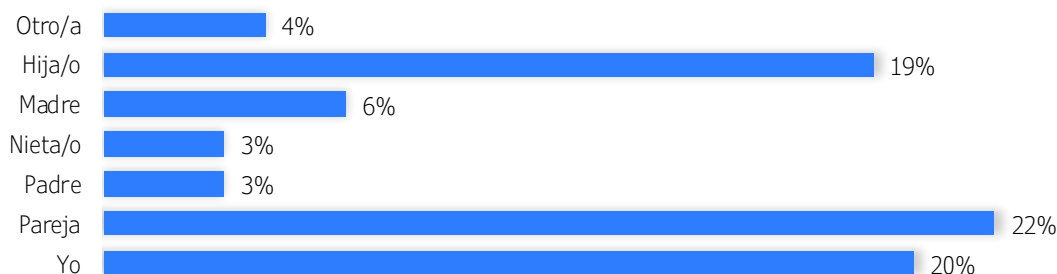 Otro/a 4%
Hija/o 19%
Madre 6%
Nieta/o 3%
Padre 3%
Pareja 22%
Yo 20%